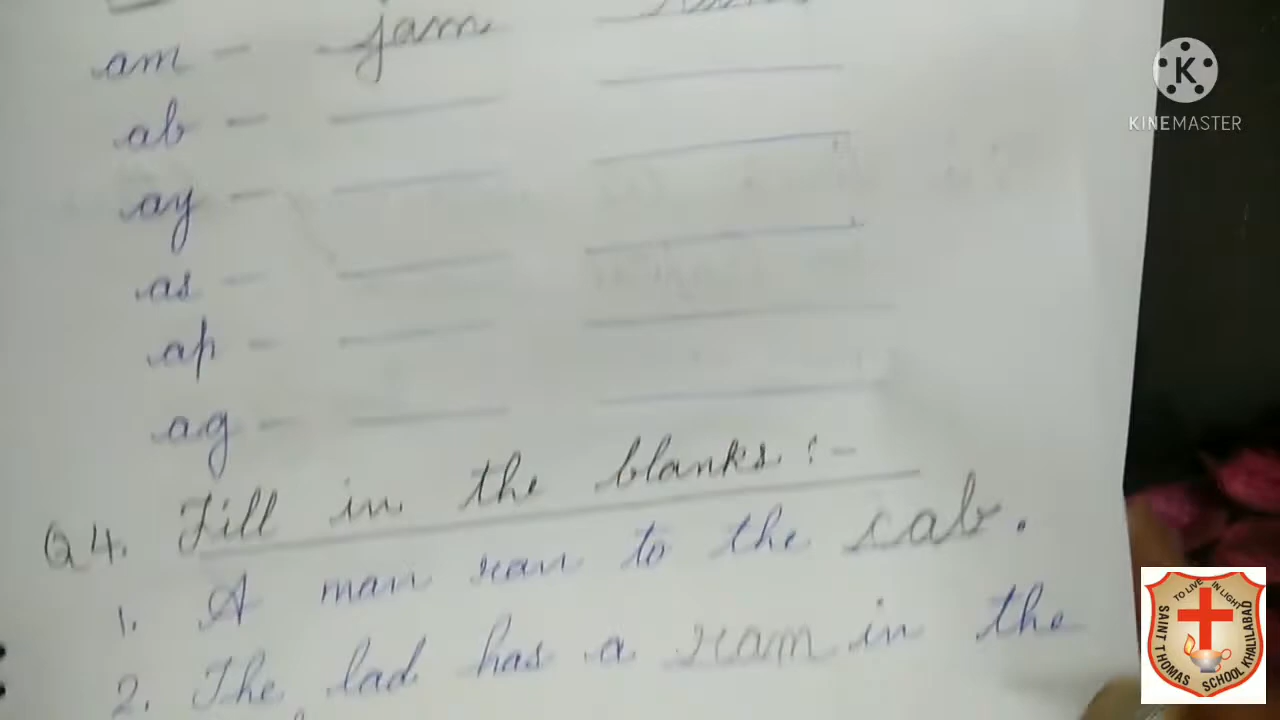 am - jam
ab -
ay -
as -
ap -
ag -
Q4. Fill in the blanks :-
1. A man ran to the cab.
2. The lad has a ram in the
K
KINEMASTER
TO LIVE IN LIGHT
SAINT THOMAS SCHOOL KHALILABAD